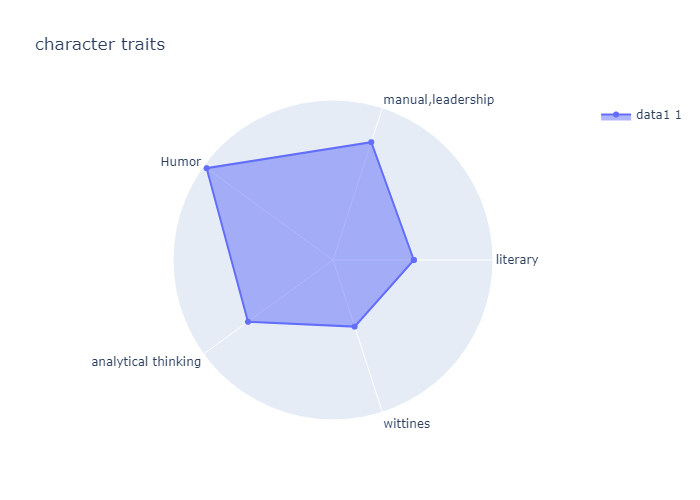 character traits
manual,leadership
data1 1
Humor
literary
analytical thinking
wittines